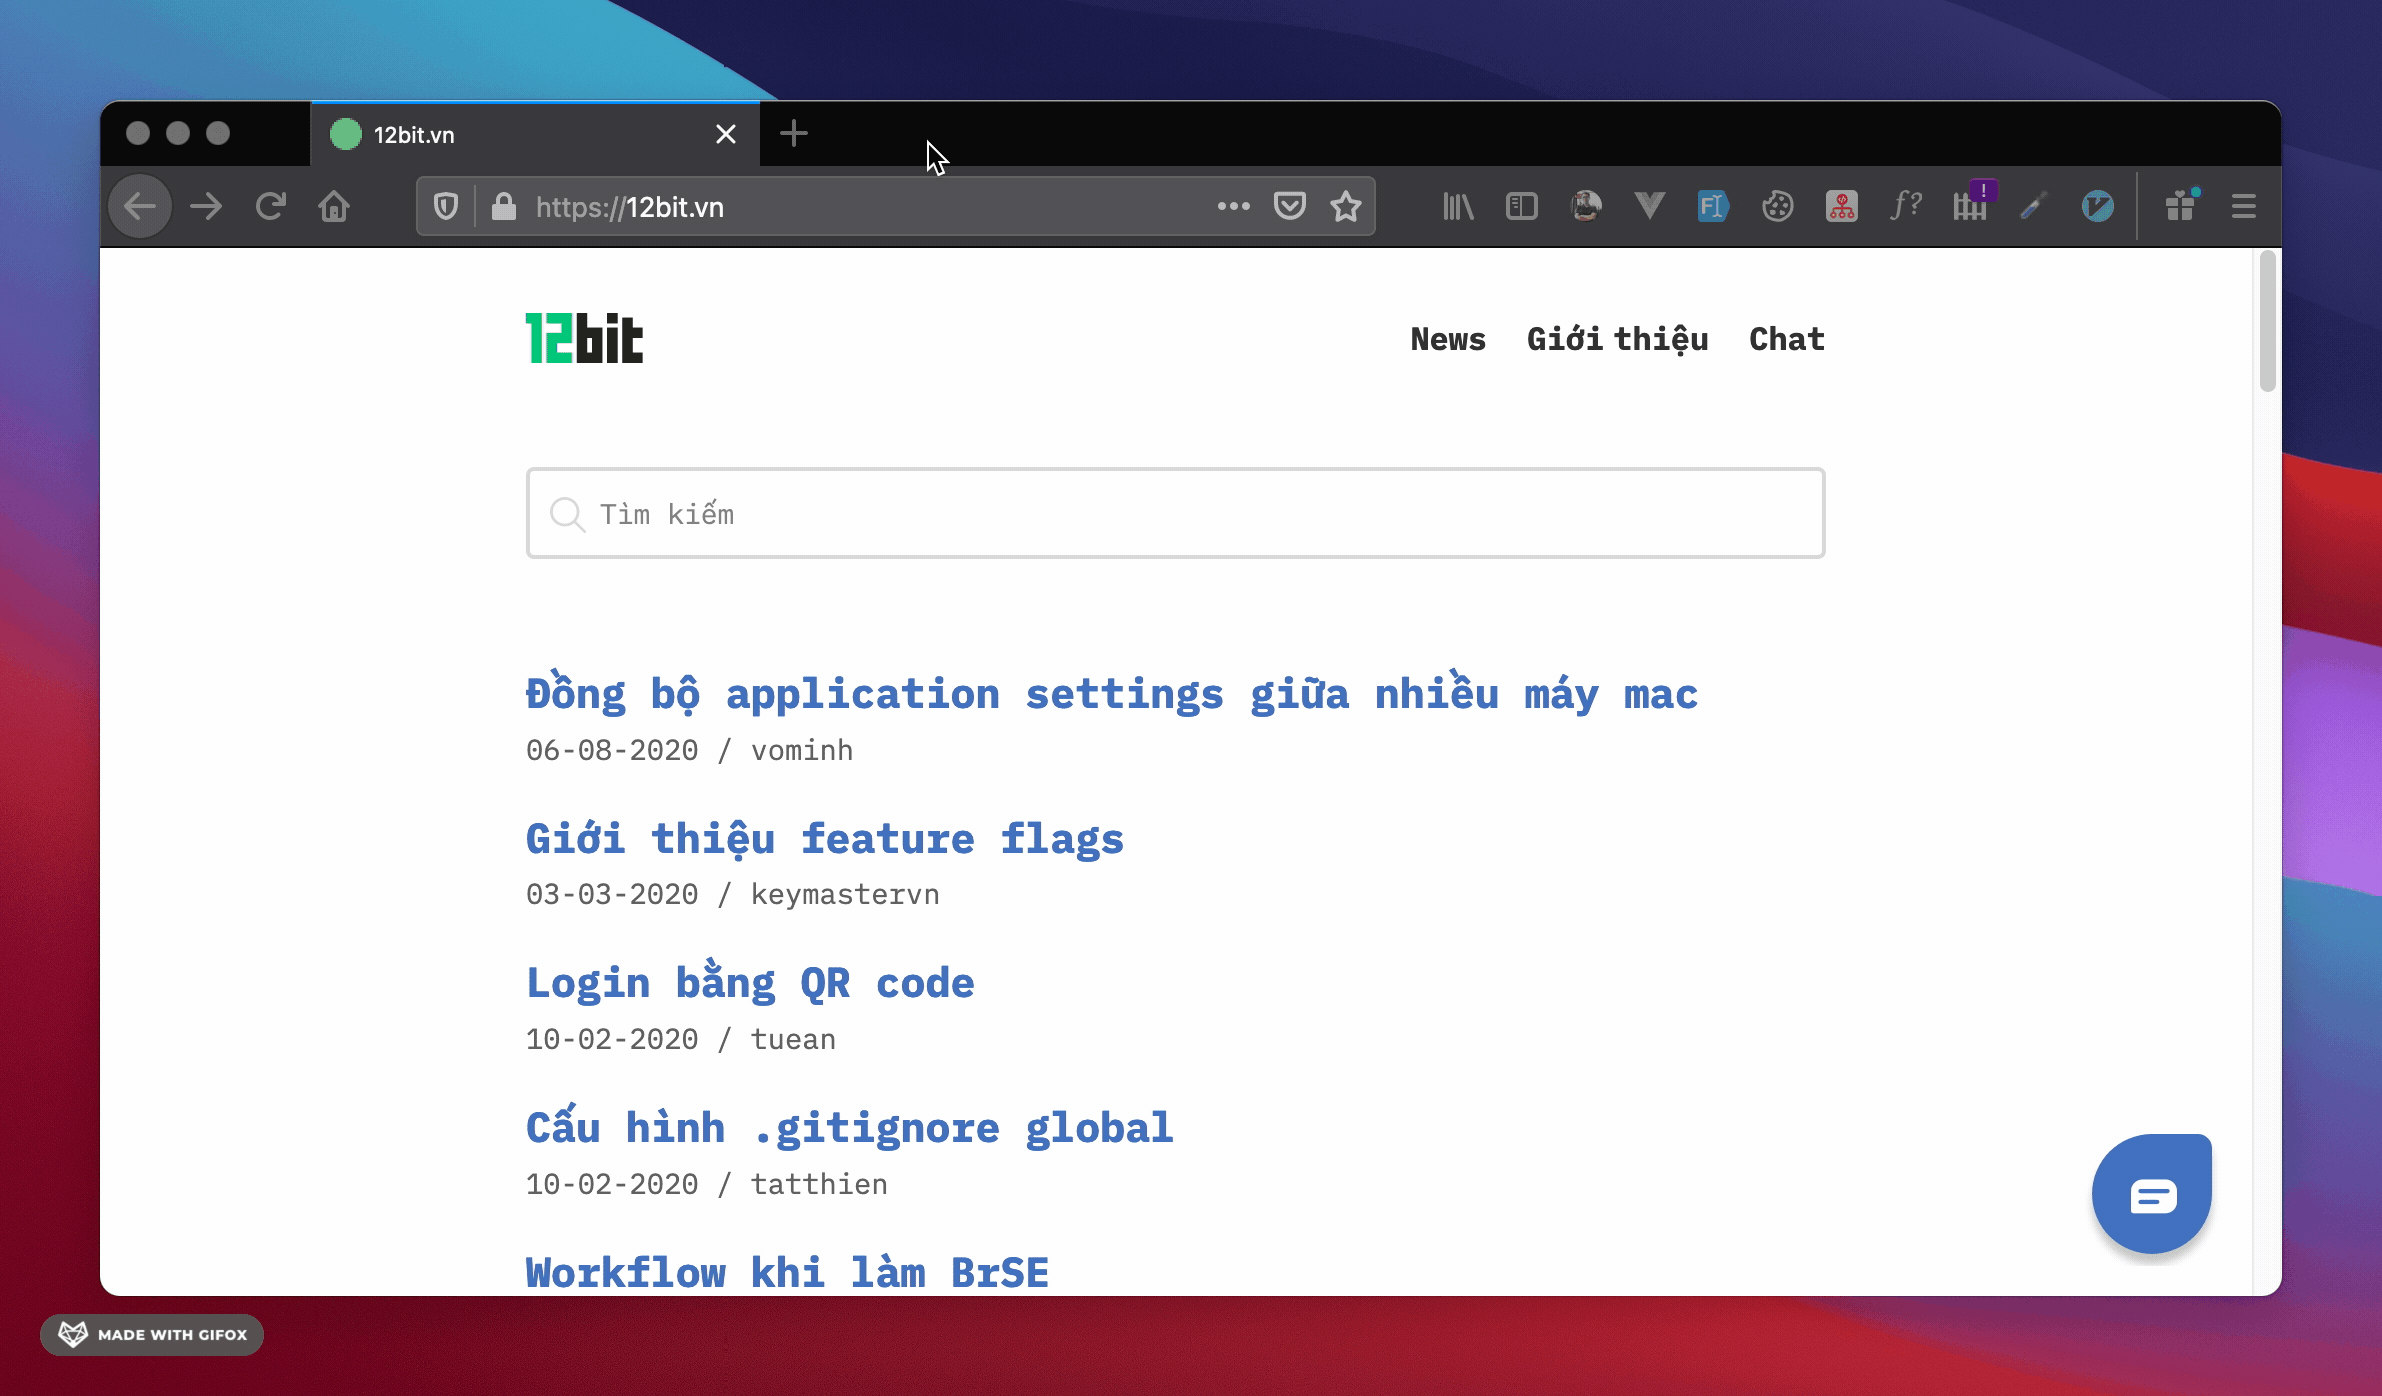 12bit.vn
https://12bit.vn
FI
f?
!
12bit
News Giới thiệu Chat
Tìm kiếm
Đồng bộ application settings giữa nhiều máy mac
06-08-2020 / vominh
Giới thiệu feature flags
03-03-2020 / keymastervn
Login bằng QR code
10-02-2020 / tuean
Cấu hình .gitignore global
10-02-2020 / tatthien
Workflow khi làm BrSE
MADE WITH GIFOX